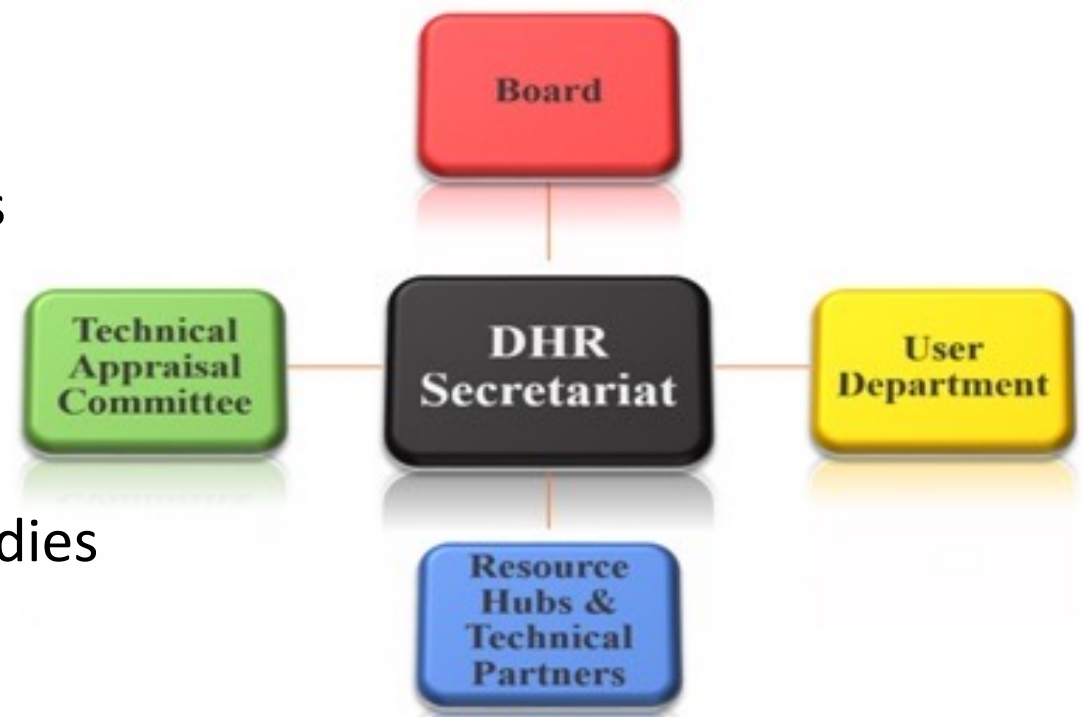 Board
s
Technical
Appraisal
Committee
DHR
Secretariat
User
Department
dies
Resource
Hubs &
Technical
Partners